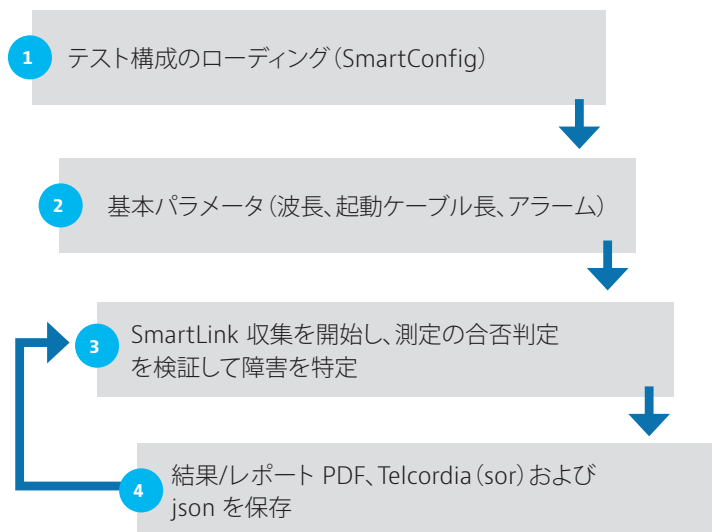 1
テスト構成のローディング（SmartConfig）
2
基本パラメータ（波長、起動ケーブル長、アラーム）
3
SmartLink 収集を開始し、測定の合否判定
を検証して障害を特定
4
結果/レポート PDF、Telcordia（sor）および
json を保存